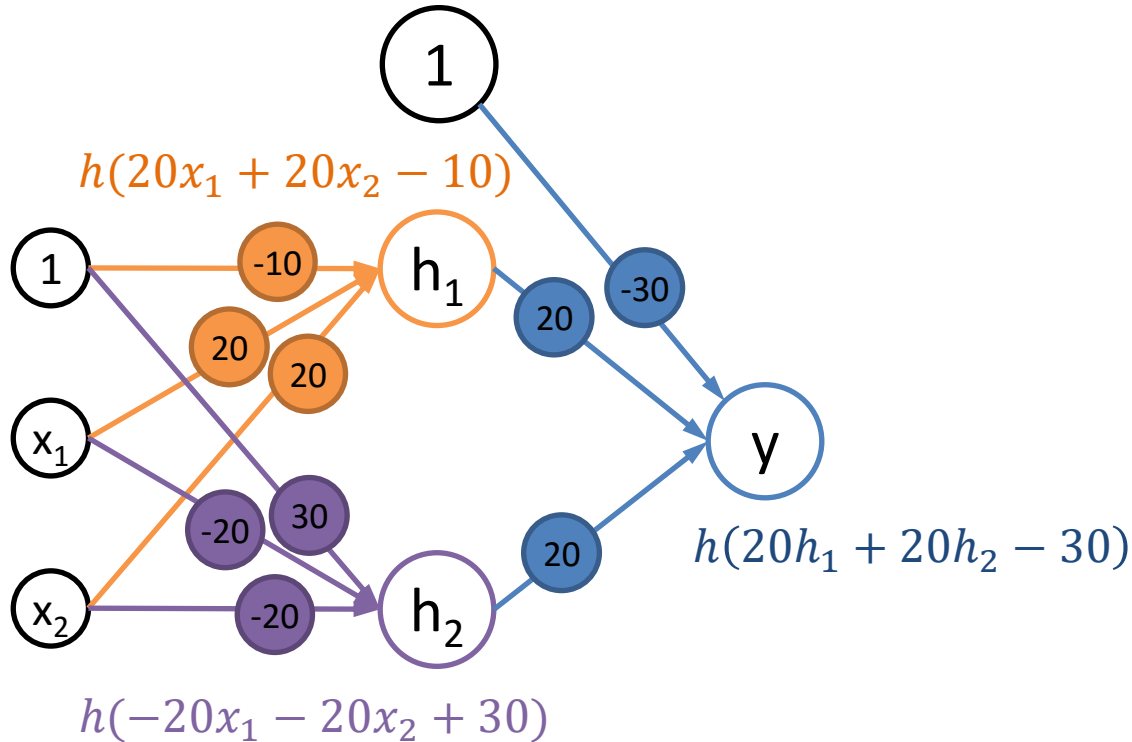 1
h(20x₁ + 20x₂ − 10)
1
-10
h₁
-30
20
20
20
x₁
y
-20
30
20
h(20h₁ + 20h₂ − 30)
x₂
-20
h₂
h(−20x₁ − 20x₂ + 30)